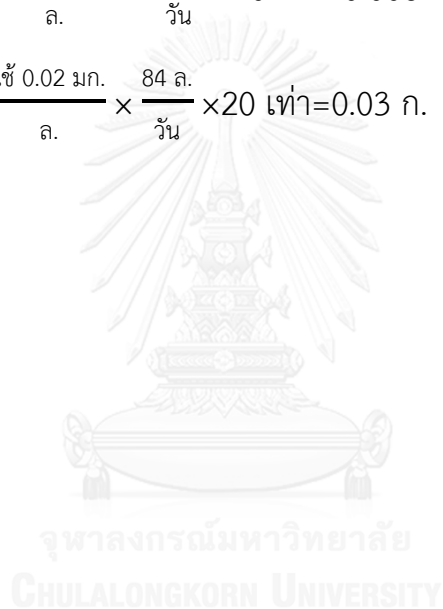 ล. วัน
ใช้ 0.02 มก. / ล. × 84 ล. / วัน ×20 เท่า=0.03 ก.
จุฬาลงกรณ์มหาวิทยาลัย
CHULALONGKORN UNIVERSITY